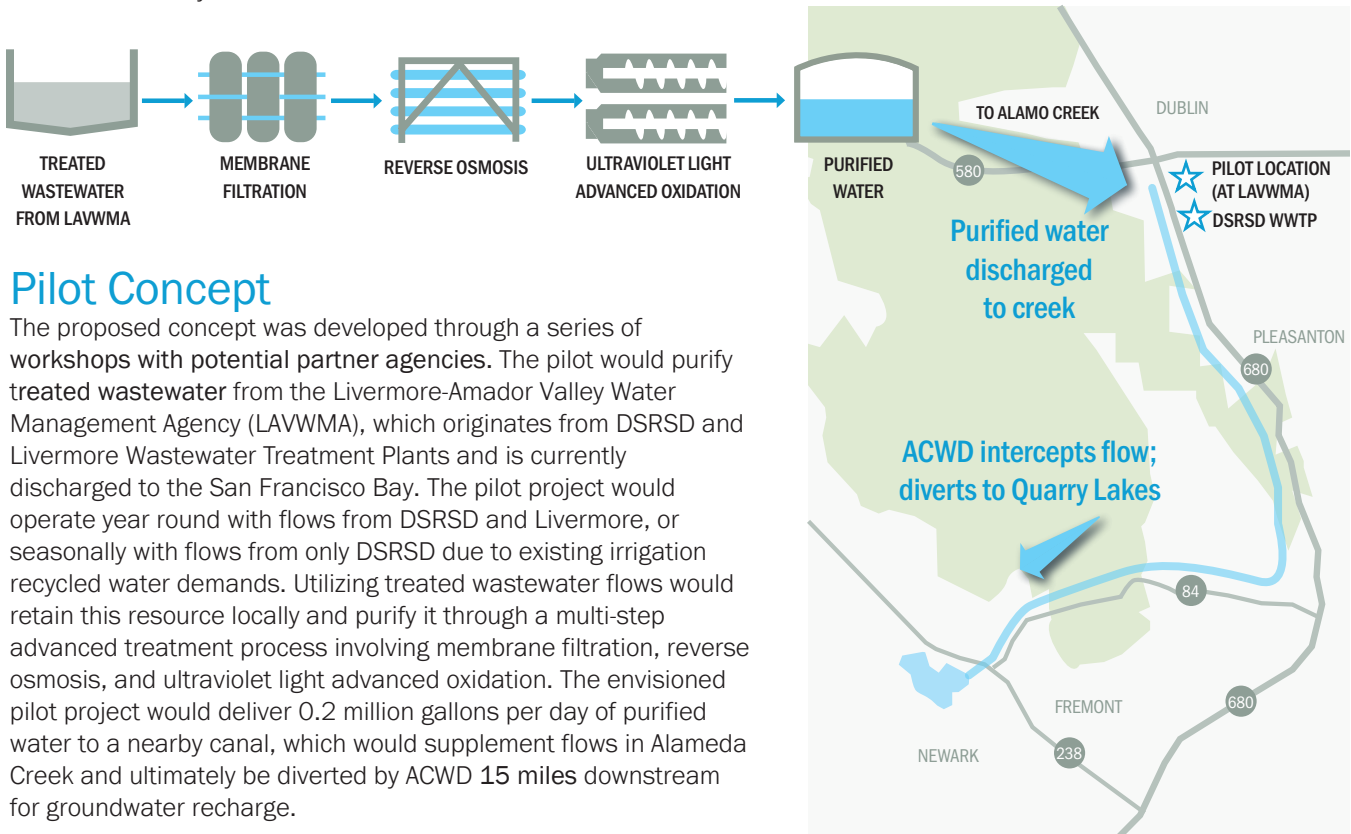 TREATED
WASTEWATER
FROM LAVWMA
MEMBRANE
FILTRATION
REVERSE OSMOSIS
ULTRAVIOLET LIGHT
ADVANCED OXIDATION
PURIFIED
WATER
Pilot Concept
The proposed concept was developed through a series of
workshops with potential partner agencies. The pilot would purify
treated wastewater from the Livermore-Amador Valley Water
Management Agency (LAVWMA), which originates from DSRSD and
Livermore Wastewater Treatment Plants and is currently
discharged to the San Francisco Bay. The pilot project would
operate year round with flows from DSRSD and Livermore, or
seasonally with flows from only DSRSD due to existing irrigation
recycled water demands. Utilizing treated wastewater flows would
retain this resource locally and purify it through a multi-step
advanced treatment process involving membrane filtration, reverse
osmosis, and ultraviolet light advanced oxidation. The envisioned
pilot project would deliver 0.2 million gallons per day of purified
water to a nearby canal, which would supplement flows in Alameda
Creek and ultimately be diverted by ACWD 15 miles downstream
for groundwater recharge.
TO ALAMO CREEK
DUBLIN
580
PILOT LOCATION
(AT LAVWMA)
DSRSD WWTP
Purified water
discharged
to creek
PLEASANTON
680
ACWD intercepts flow;
diverts to Quarry Lakes
84
FREMONT
680
NEWARK
238